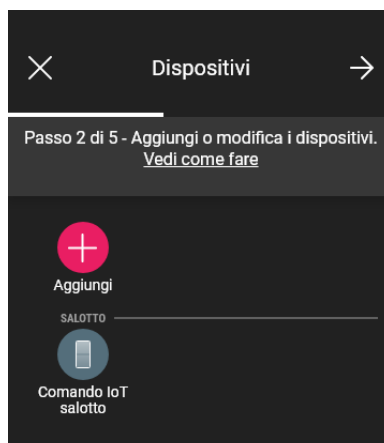 Dispositivi
Passo 2 di 5 - Aggiungi o modifica i dispositivi.
Vedi come fare
Aggiungi
SALOTTO
Comando IoT
salotto